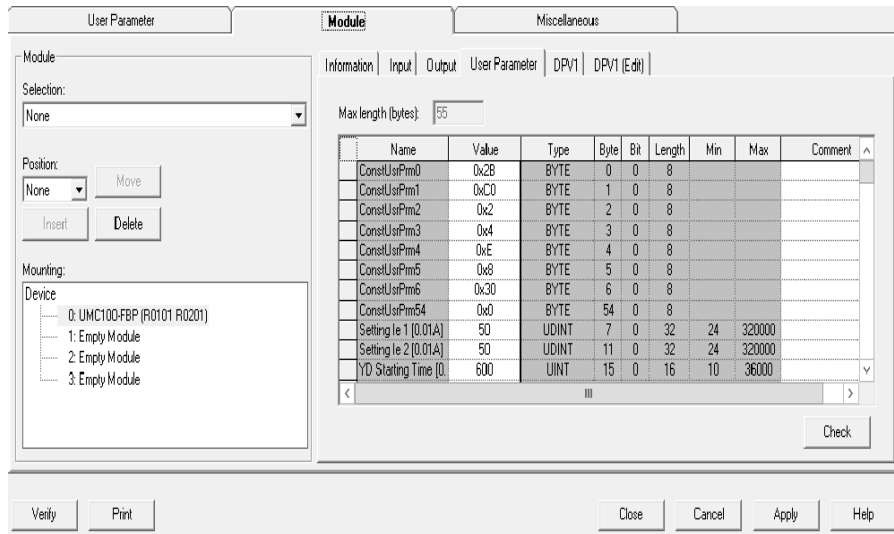 User Parameter Module Miscellaneous
Module
Selection:
None
Position:
None Move
Insert Delete
Mounting:
Device
0: UMC100-FBP (R0101 R0201)
1: Empty Module
2: Empty Module
3: Empty Module
Information Input Output User Parameter DPV1 DPV1 (Edit)
Max length (bytes): 55
Name Value Type Byte Bit Length Min Max Comment
ConstUsrPrm0 0x2B BYTE 0 0 8
ConstUsrPrm1 0xC0 BYTE 1 0 8
ConstUsrPrm2 0x2 BYTE 2 0 8
ConstUsrPrm3 0x4 BYTE 3 0 8
ConstUsrPrm4 0xE BYTE 4 0 8
ConstUsrPrm5 0x8 BYTE 5 0 8
ConstUsrPrm6 0x30 BYTE 6 0 8
ConstUsrPrm54 0x0 BYTE 54 0 8
Setting Ie 1 [0.01A] 50 UDINT 7 0 32 24 320000
Setting Ie 2 [0.01A] 50 UDINT 11 0 32 24 320000
YD Starting Time [0. 600 UINT 15 0 16 10 36000
Check
Verify Print Close Cancel Apply Help